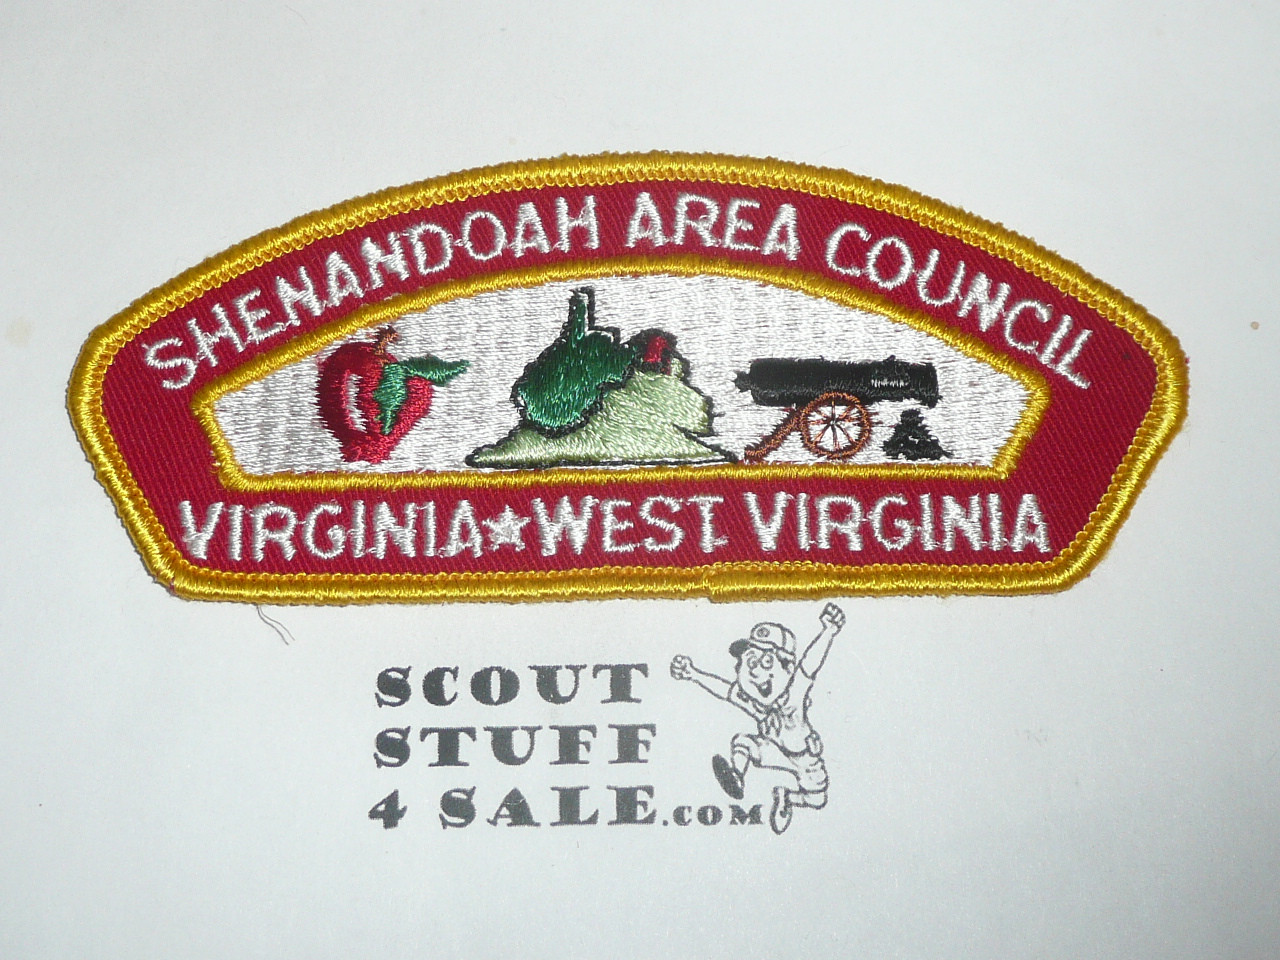 SHENANDOAH AREA COUNCIL
VIRGINIA★WEST VIRGINIA
SCOUT
STUFF
4 SALE.COM